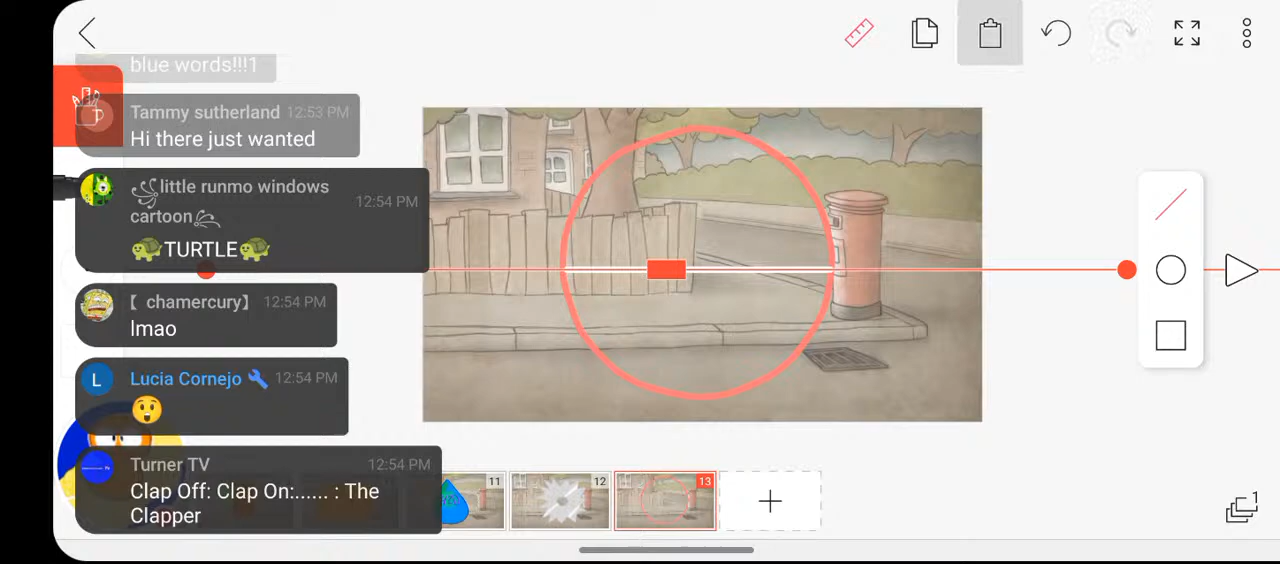 blue words!!!1
Tammy sutherland 12:53 PM
Hi there just wanted
little runmo windows
cartoon 12:54 PM
🐢TURTLE🐢
【 chamercury】 12:54 PM
lmao
L Lucia Cornejo 🔧 12:54 PM
😲
Turner TV 12:54 PM
Clap Off: Clap On:...... : The
Clapper
11
12
13
1